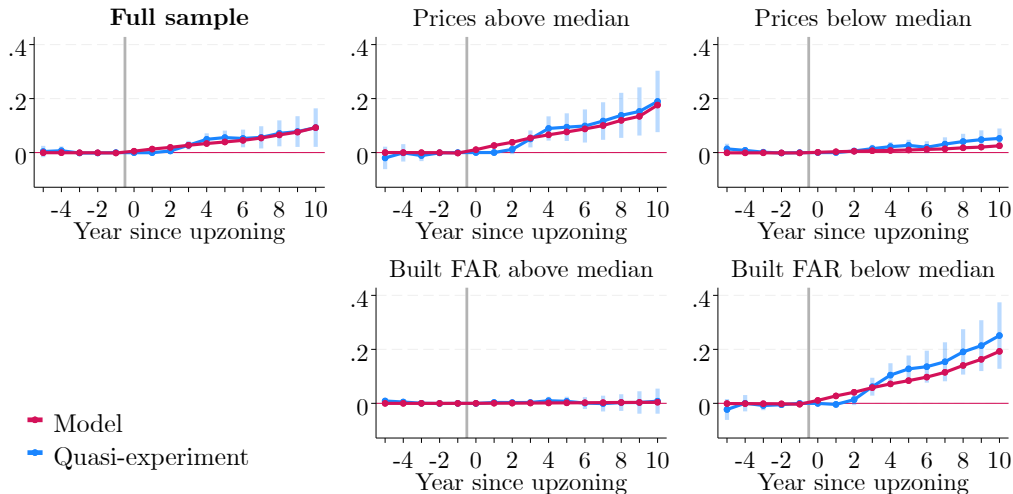 Full sample
Prices above median
Prices below median
.4
.2
0
-4 -2 0 2 4 6 8 10
Year since upzoning
.4
.2
0
-4 -2 0 2 4 6 8 10
Year since upzoning
.4
.2
0
-4 -2 0 2 4 6 8 10
Year since upzoning
Built FAR above median
Built FAR below median
.4
.2
0
-4 -2 0 2 4 6 8 10
Year since upzoning
.4
.2
0
-4 -2 0 2 4 6 8 10
Year since upzoning
Model
Quasi-experiment